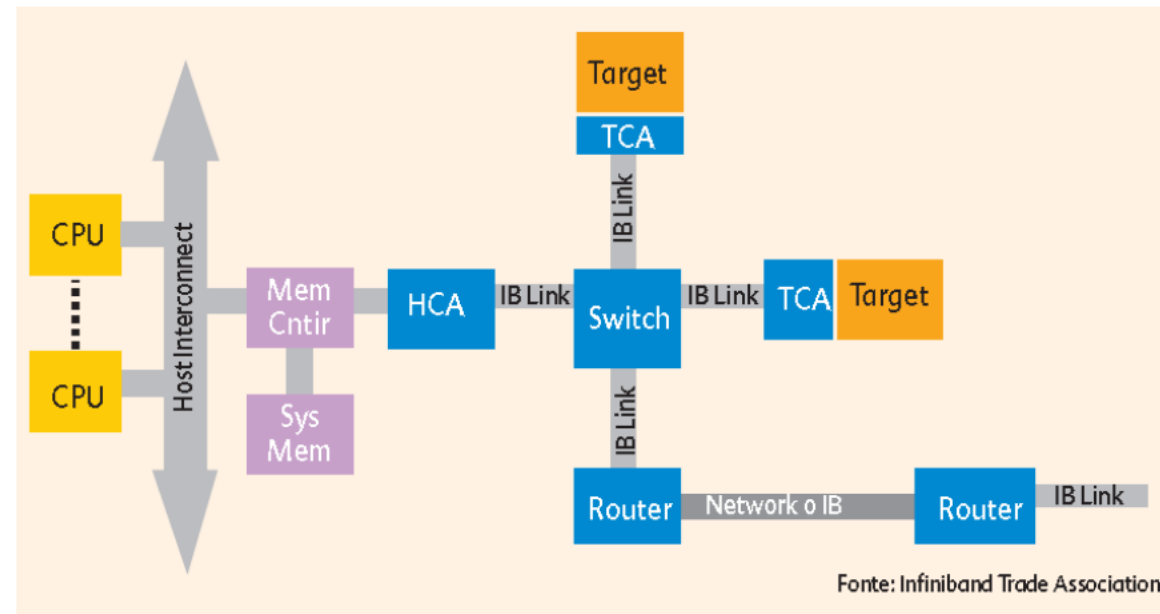 Target
TCA
IB Link
CPU
Host Interconnect
Mem
Cntir
HCA
IB Link
Switch
IB Link
TCA
Target
CPU
Sys
Mem
IB Link
Router
Network o IB
Router
IB Link
Fonte: Infiniband Trade Association